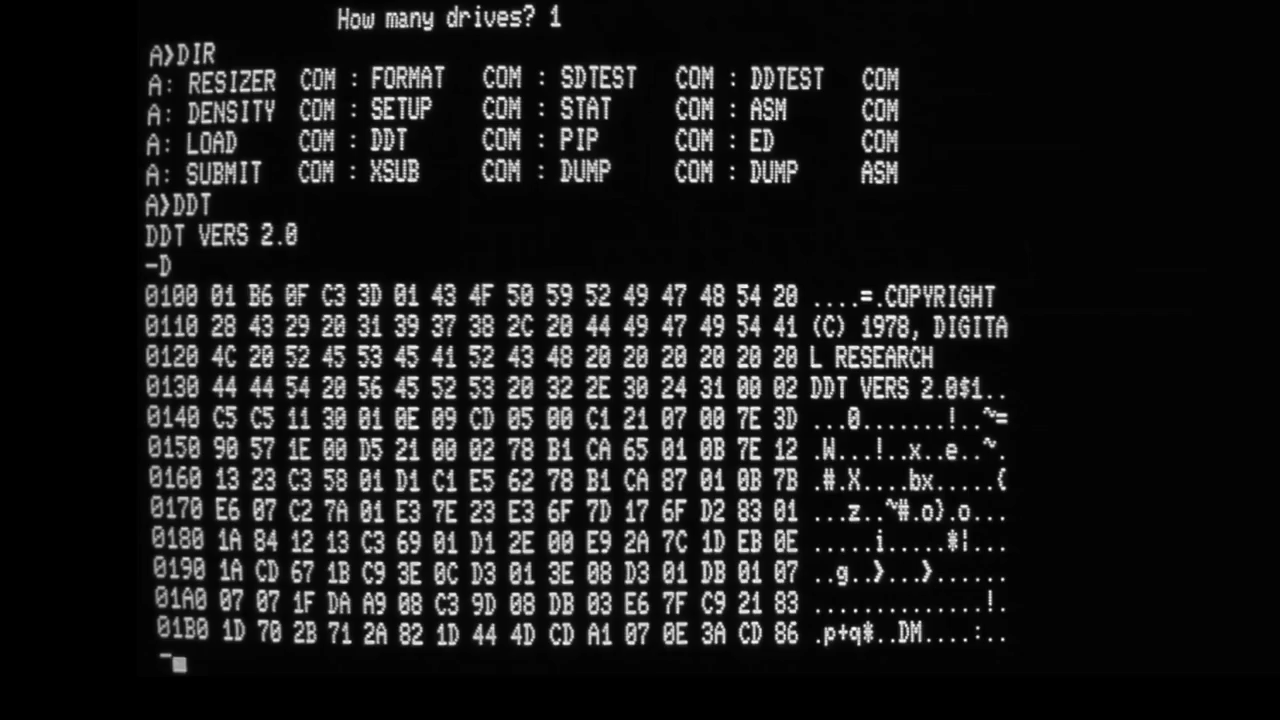 How many drives? 1
A>DIR
A: RESIZER  COM : FORMAT   COM : SDTEST   COM : DDTEST   COM
A: DENSITY  COM : SETUP    COM : STAT     COM : ASM      COM
A: LOAD     COM : DDT      COM : PIP      COM : ED       COM
A: SUBMIT   COM : XSUB     COM : DUMP     COM : DUMP     ASM
A>DDT
DDT VERS 2.0
-D
0100 01 B6 0F C3 3D 01 43 4F 50 59 52 49 47 48 54 20 ....=.COPYRIGHT
0110 28 43 29 20 31 39 37 38 2C 20 44 49 47 49 54 41 (C) 1978, DIGITA
0120 4C 20 52 45 53 45 41 52 43 48 20 20 20 20 20 20 L RESEARCH
0130 44 44 54 20 56 45 52 53 20 32 2E 30 24 31 00 02 DDT VERS 2.0$1..
0140 C5 C5 11 30 01 0E 09 CD 05 00 C1 21 07 00 7E 3D ...0.......!..~=
0150 90 57 1E 00 D5 21 00 02 78 B1 CA 65 01 0B 7E 12 .W...!..x..e..~.
0160 13 23 C3 58 01 D1 C1 E5 62 78 B1 CA 87 01 0B 7B .#.X....bx.....{
0170 E6 07 C2 7A 01 E3 7E 23 E3 6F 7D 17 6F D2 83 01 ...z..~#.o}.o...
0180 1A 84 12 13 C3 69 01 D1 2E 00 E9 2A 7C 1D EB 0E .....i.....*|...
0190 1A CD 67 1B C9 3E 0C D3 01 3E 08 D3 01 DB 01 07 ..g..>...>......
01A0 07 07 1F DA A9 08 C3 9D 08 DB 03 E6 7F C9 21 83 ..............!.
01B0 1D 70 2B 71 2A 82 1D 44 4D CD A1 07 0E 3A CD 86 .p+q*..DM....:..
-